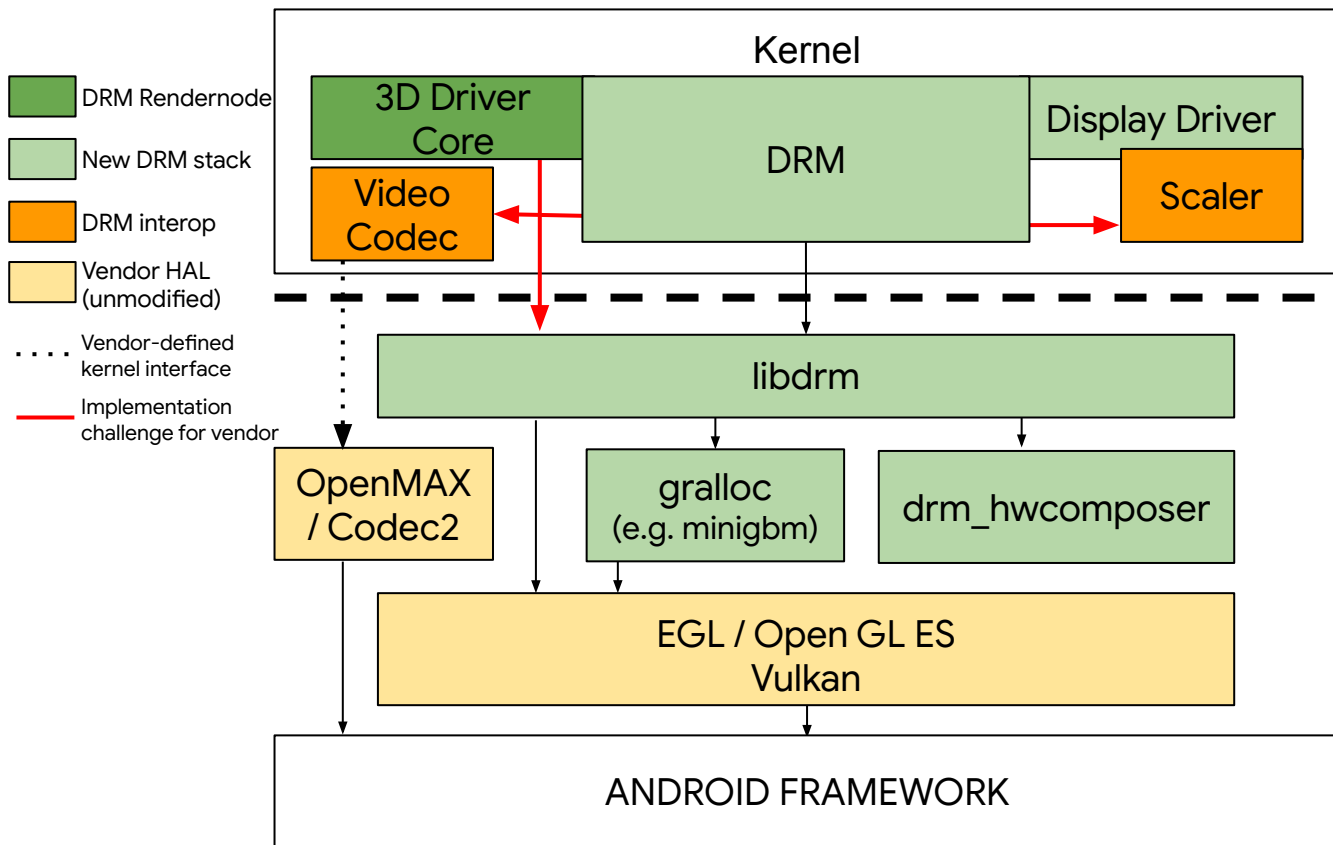 Kernel
DRM Rendernode
New DRM stack
DRM interop
Vendor HAL
(unmodified)
Vendor-defined
kernel interface
Implementation
challenge for vendor
3D Driver
Core
DRM
Display Driver
Video
Codec
Scaler
libdrm
OpenMAX
/ Codec2
gralloc
(e.g. minigbm)
drm_hwcomposer
EGL / Open GL ES
Vulkan
ANDROID FRAMEWORK